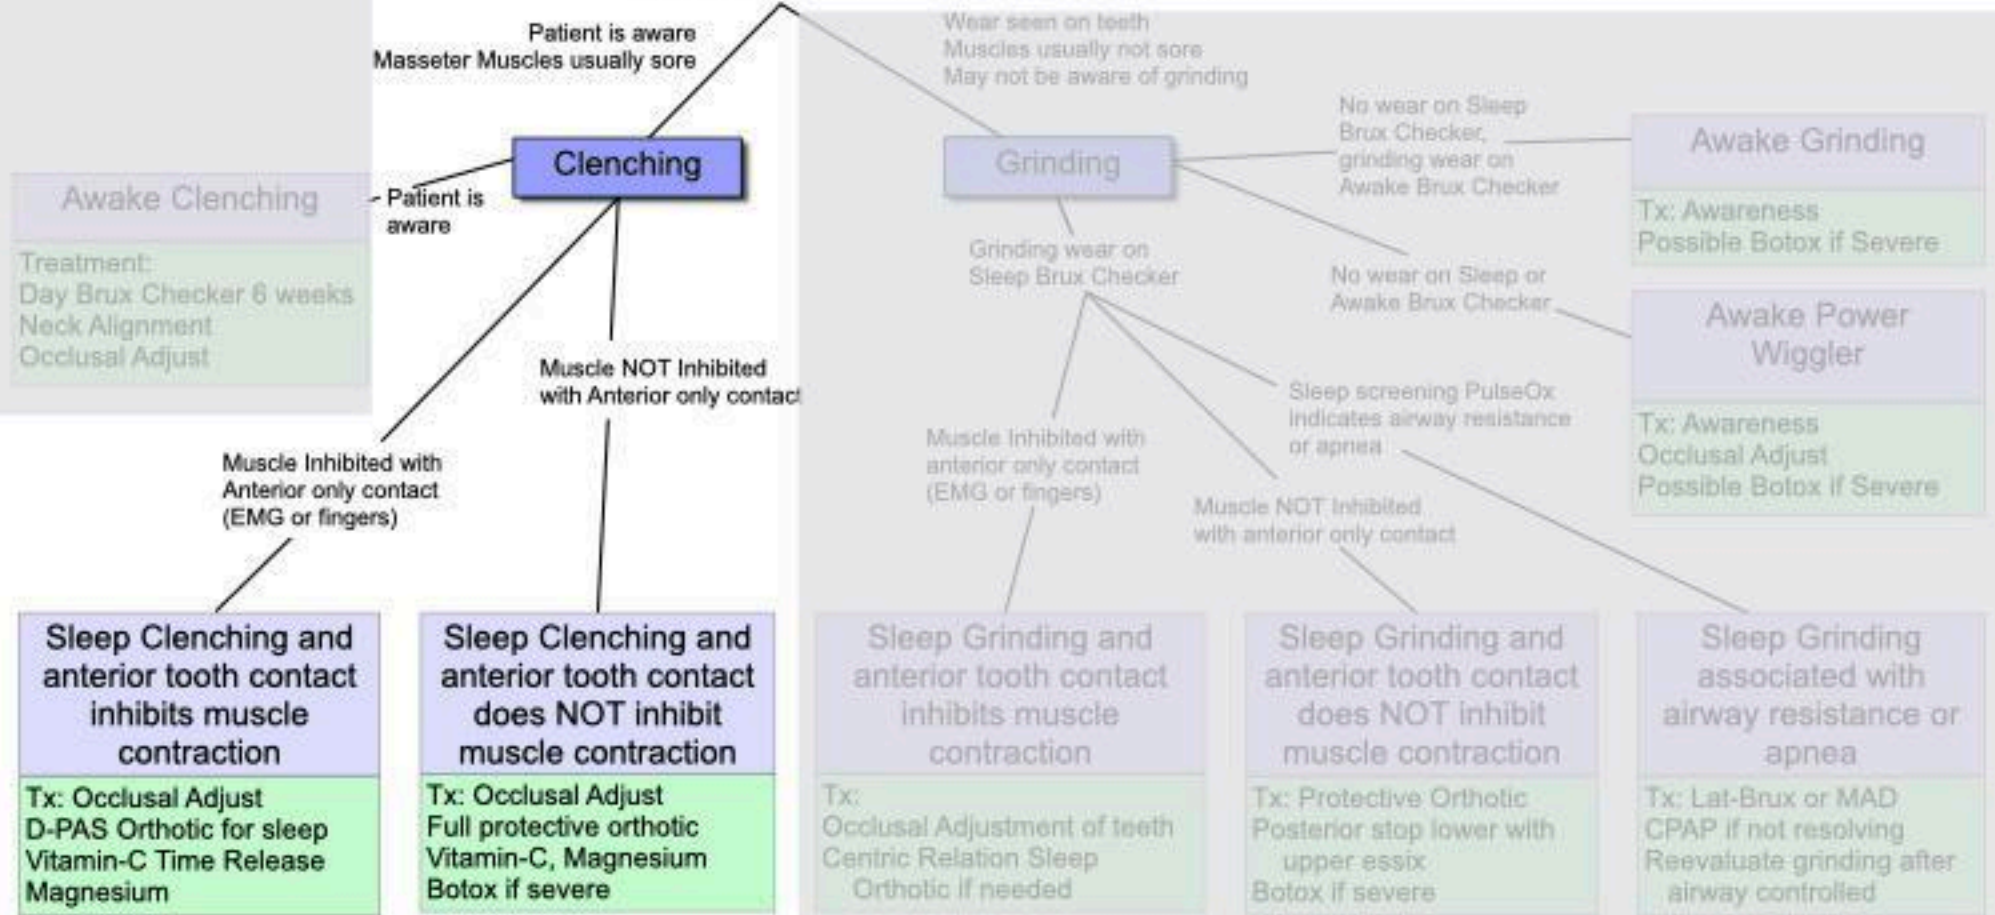 Patient is aware
Masseter Muscles usually sore
Wear seen on teeth
Muscles usually not sore
May not be aware of grinding
Clenching
Grinding
No wear on Sleep
Brux Checker,
grinding wear on
Awake Brux Checker
Awake Grinding
Tx: Awareness
Possible Botox if Severe
Awake Clenching
Patient is
aware
Treatment:
Day Brux Checker 6 weeks
Neck Alignment
Occlusal Adjust
Grinding wear on
Sleep Brux Checker
No wear on Sleep or
Awake Brux Checker
Awake Power
Wiggler
Tx: Awareness
Occlusal Adjust
Possible Botox if Severe
Muscle NOT Inhibited
with Anterior only contact
Sleep screening PulseOx
indicates airway resistance
or apnea
Muscle Inhibited with
Anterior only contact
(EMG or fingers)
Muscle Inhibited with
anterior only contact
(EMG or fingers)
Muscle NOT Inhibited
with anterior only contact
Sleep Clenching and
anterior tooth contact
inhibits muscle
contraction
Tx: Occlusal Adjust
D-PAS Orthotic for sleep
Vitamin-C Time Release
Magnesium
Sleep Clenching and
anterior tooth contact
does NOT inhibit
muscle contraction
Tx: Occlusal Adjust
Full protective orthotic
Vitamin-C, Magnesium
Botox if severe
Sleep Grinding and
anterior tooth contact
inhibits muscle
contraction
Tx:
Occlusal Adjustment of teeth
Centric Relation Sleep
Orthotic if needed
Sleep Grinding and
anterior tooth contact
does NOT inhibit
muscle contraction
Tx: Protective Orthotic
Posterior stop lower with
upper essix
Botox if severe
Sleep Grinding
associated with
airway resistance or
apnea
Tx: Lat-Brux or MAD
CPAP if not resolving
Reevaluate grinding after
airway controlled